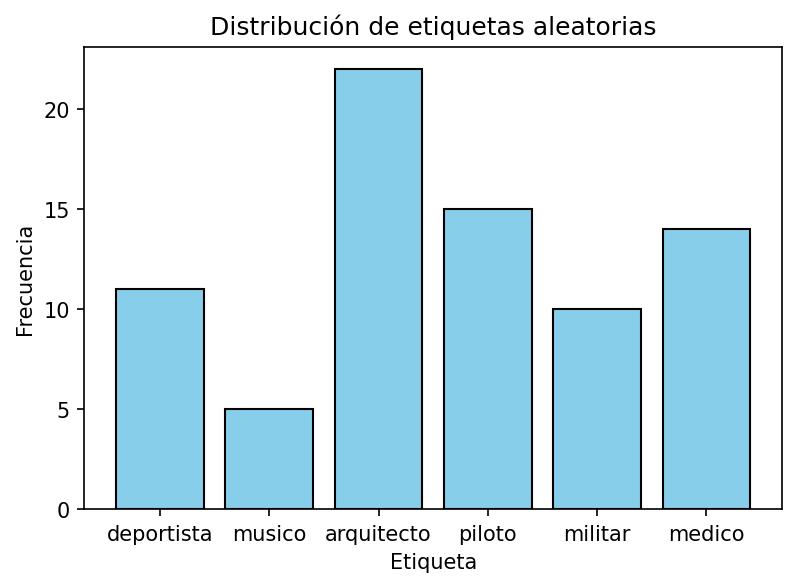 Distribución de etiquetas aleatorias
Frecuencia
20
15
10
5
0
deportista musico arquitecto piloto militar medico
Etiqueta